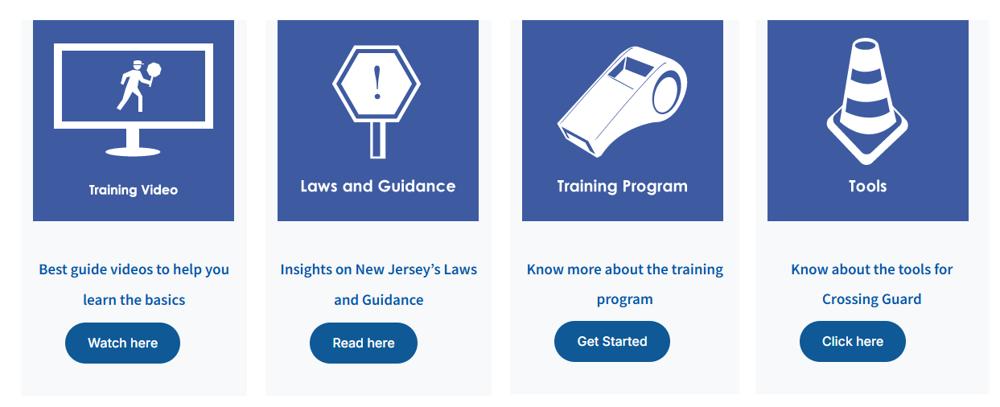 Training Video
Best guide videos to help you
learn the basics
Watch here
!
Laws and Guidance
Insights on New Jersey’s Laws
and Guidance
Read here
Training Program
Know more about the training
program
Get Started
Tools
Know about the tools for
Crossing Guard
Click here